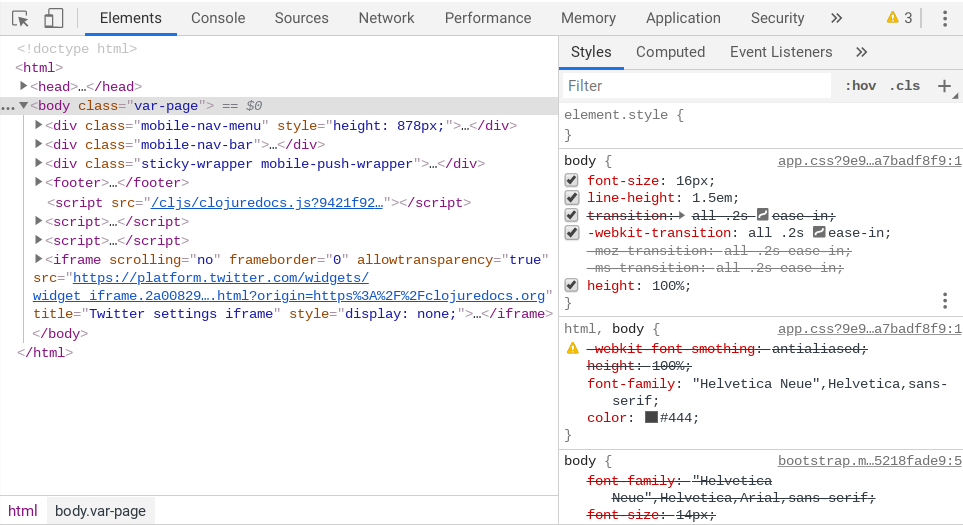 Elements Console Sources Network Performance Memory Application Security » 3
<!doctype html>
<html>
<head>…</head>
… <body class="var-page"> == $0
<div class="mobile-nav-menu" style="height: 878px;">…</div>
<div class="mobile-nav-bar">…</div>
<div class="sticky-wrapper mobile-push-wrapper">…</div>
<footer>…</footer>
<script src="/cljs/clojuredocs.js?9421f92…"></script>
<script>…</script>
<script>…</script>
<iframe scrolling="no" frameborder="0" allowtransparency="true"
src="https://platform.twitter.com/widgets/
widget_iframe.2a00829….html?origin=https%3A%2F%2Fclojuredocs.org"
title="Twitter settings iframe" style="display: none;">…</iframe>
</body>
</html>
html body.var-page
Styles Computed Event Listeners »
Filter :hov .cls +
element.style {
}
body { app.css?9e9…a7badf8f9:1
font-size: 16px;
line-height: 1.5em;
transition: all .2s ease-in;
-webkit-transition: all .2s ease-in;
-moz-transition: all .2s ease-in;
-ms-transition: all .2s ease-in;
height: 100%;
}
html, body { app.css?9e9…a7badf8f9:1
-webkit-font-smothing: antialiased;
height: 100%;
font-family: "Helvetica Neue",Helvetica,sans-
serif;
color: #444;
}
body { bootstrap.m…5218fade9:5
font-family: "Helvetica
Neue",Helvetica,Arial,sans-serif;
font-size: 14px;